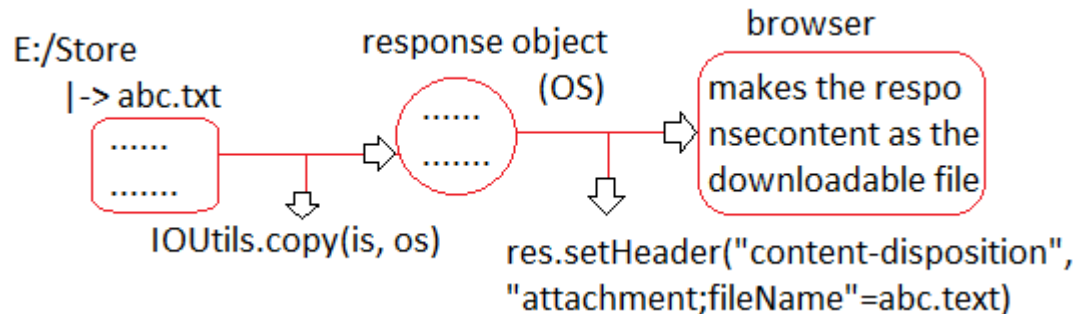 E:/Store
|-> abc.txt
......
.......
IOUtils.copy(is, os)
response object
(OS)
......
.......
res.setHeader("content-disposition",
"attachment;fileName"=abc.text)
browser
makes the respo
nsecontent as the
downloadable file